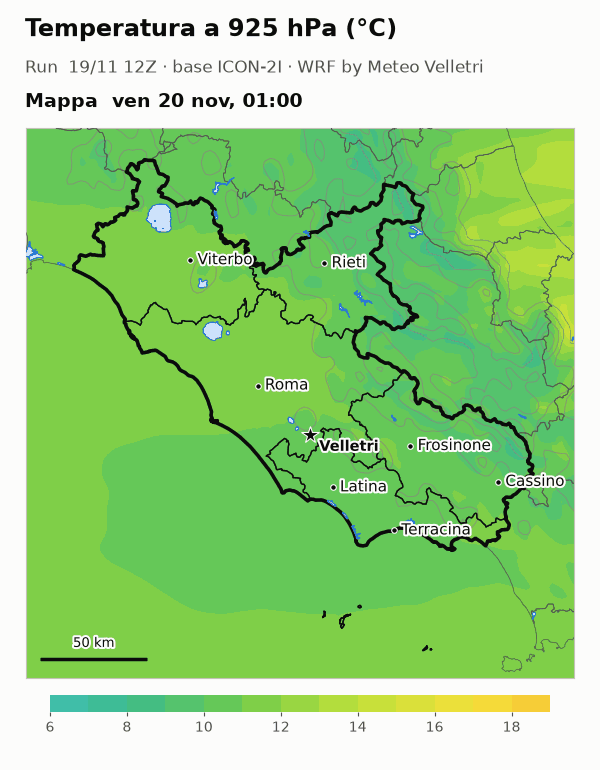 Temperatura a 925 hPa (°C)
Run  19/11 12Z · base ICON-2I · WRF by Meteo Velletri
Mappa  ven 20 nov, 01:00
Viterbo
Rieti
Roma
Velletri
Frosinone
Latina
Cassino
Terracina
50 km
6 8 10 12 14 16 18